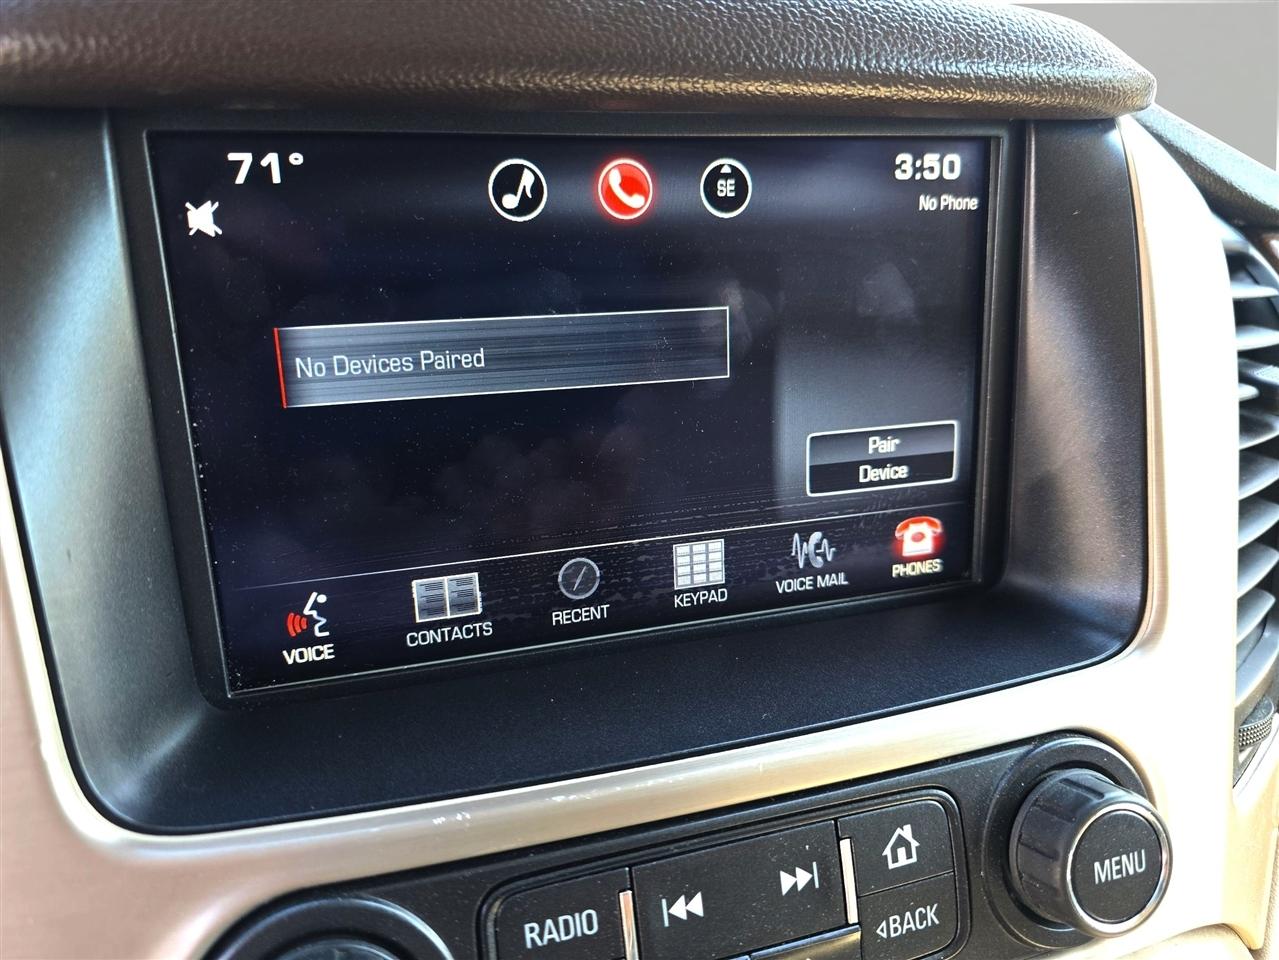 71°
SE
3:50
No Phone
No Devices Paired
Pair
Device
VOICE
CONTACTS
RECENT
KEYPAD
VOICE MAIL
PHONES
RADIO
BACK
MENU